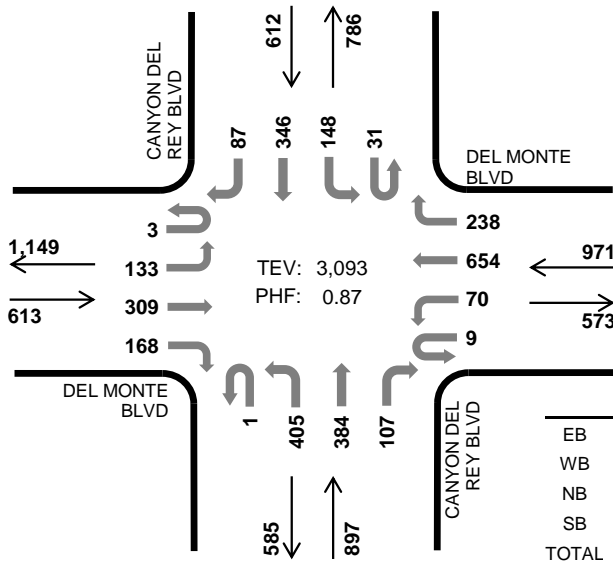 612
786
CANYON DEL
REY BLVD
87
346
148
31
DEL MONTE
BLVD
3
238
1,149
133
TEV: 3,093
654
971
613
309
PHF: 0.87
70
573
168
9
DEL MONTE
BLVD
1
405
384
107
CANYON DEL
REY BLVD
585
897
EB
WB
NB
SB
TOTAL